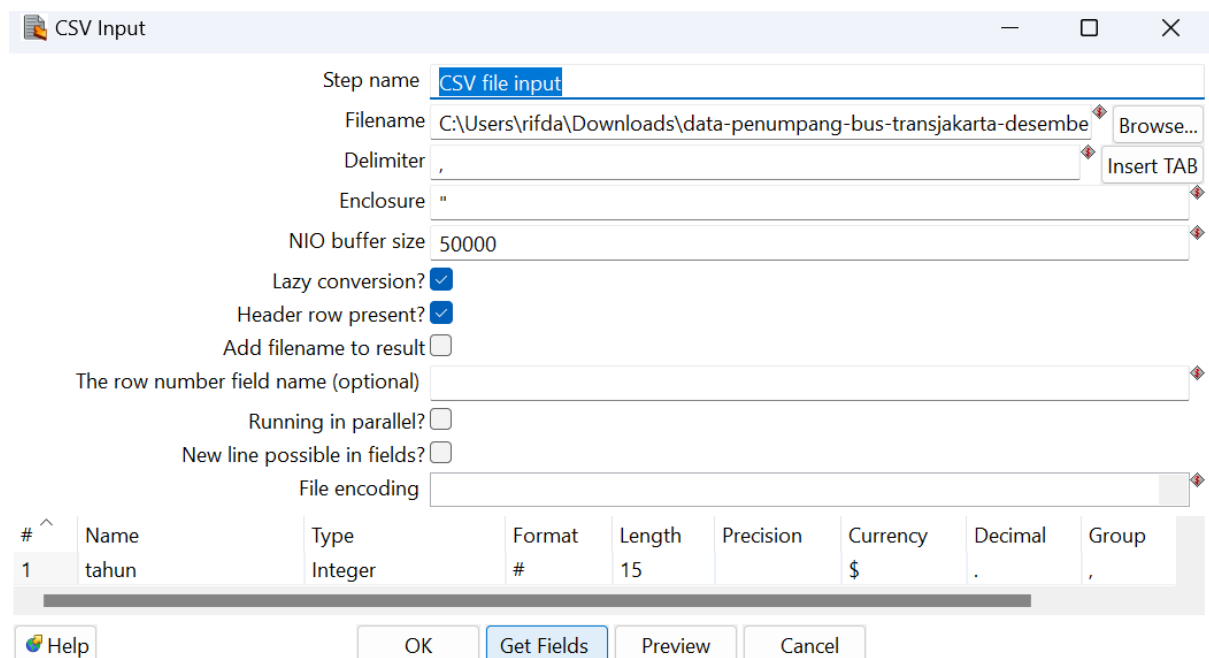 CSV Input
Step name CSV file input
Filename C:\Users\rifda\Downloads\data-penumpang-bus-transjakarta-desembe Browse...
Delimiter , Insert TAB
Enclosure "
NIO buffer size 50000
Lazy conversion?
Header row present?
Add filename to result
The row number field name (optional)
Running in parallel?
New line possible in fields?
File encoding
# Name Type Format Length Precision Currency Decimal Group
1 tahun Integer # 15 $ . ,
Help OK Get Fields Preview Cancel